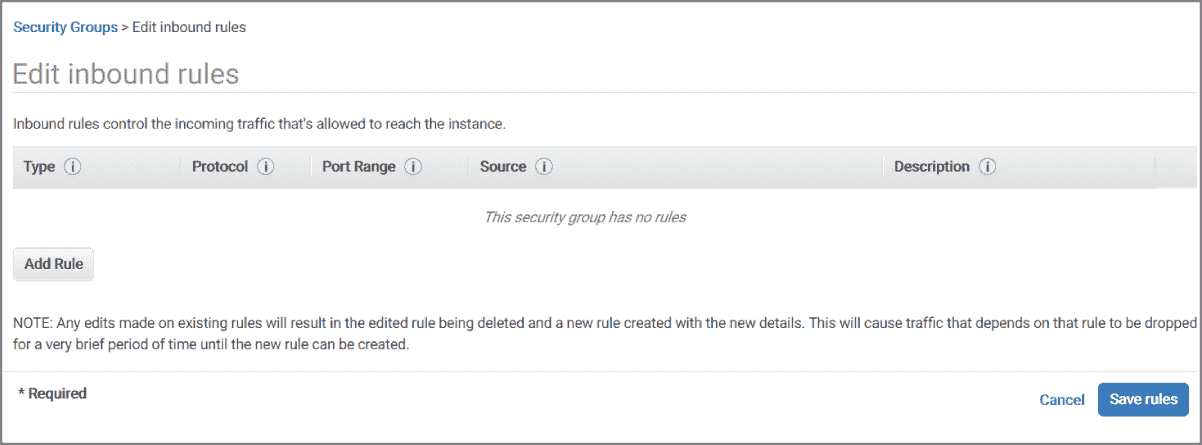 Security Groups > Edit inbound rules
Edit inbound rules
Inbound rules control the incoming traffic that's allowed to reach the instance.
Type i Protocol i Port Range i Source i Description i
This security group has no rules
Add Rule
NOTE: Any edits made on existing rules will result in the edited rule being deleted and a new rule created with the new details. This will cause traffic that depends on that rule to be dropped
for a very brief period of time until the new rule can be created.
* Required
Cancel Save rules